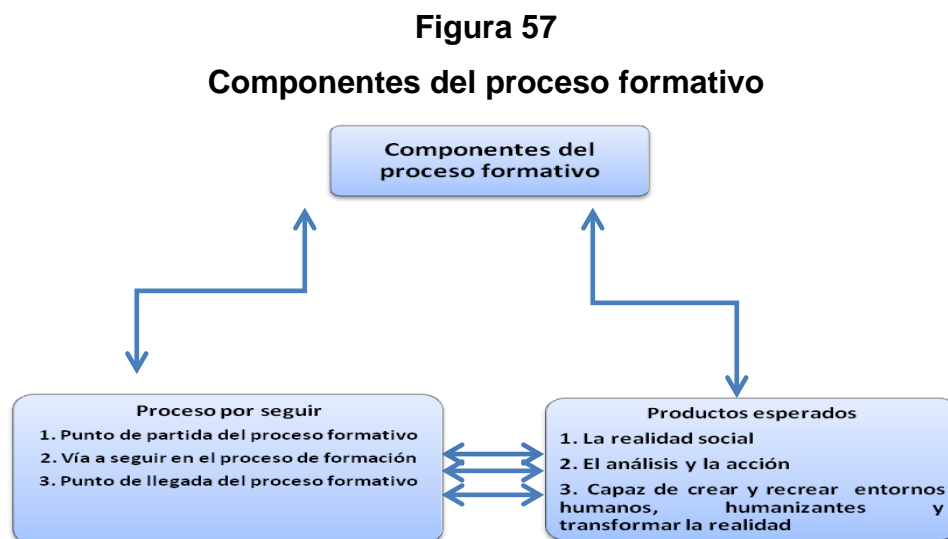 Figura 57
Componentes del proceso formativo
Componentes del
proceso formativo
Proceso por seguir
1. Punto de partida del proceso formativo
2. Vía a seguir en el proceso de formación
3. Punto de llegada del proceso formativo
Productos esperados
1. La realidad social
2. El análisis y la acción
3. Capaz de crear y recrear entornos
humanos, humanizantes y
transformar la realidad